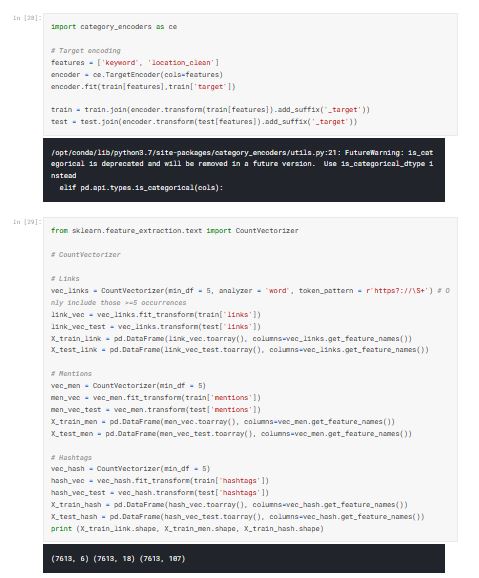 In [28]:
import category_encoders as ce
# Target encoding
features = ['keyword', 'location_clean']
encoder = ce.TargetEncoder(cols=features)
encoder.fit(train[features],train['target'])
train = train.join(encoder.transform(train[features]).add_suffix('_target'))
test = test.join(encoder.transform(test[features]).add_suffix('_target'))
/opt/conda/lib/python3.7/site-packages/category_encoders/utils.py:21: FutureWarning: is_cat
egorical is deprecated and will be removed in a future version.  Use is_categorical_dtype i
nstead
  elif pd.api.types.is_categorical(cols):
In [29]:
from sklearn.feature_extraction.text import CountVectorizer
# CountVectorizer
# Links
vec_links = CountVectorizer(min_df = 5, analyzer = 'word', token_pattern = r'https?://\S+') # O
nly include those >=5 occurrences
link_vec = vec_links.fit_transform(train['links'])
link_vec_test = vec_links.transform(test['links'])
X_train_link = pd.DataFrame(link_vec.toarray(), columns=vec_links.get_feature_names())
X_test_link = pd.DataFrame(link_vec_test.toarray(), columns=vec_links.get_feature_names())
# Mentions
vec_men = CountVectorizer(min_df = 5)
men_vec = vec_men.fit_transform(train['mentions'])
men_vec_test = vec_men.transform(test['mentions'])
X_train_men = pd.DataFrame(men_vec.toarray(), columns=vec_men.get_feature_names())
X_test_men = pd.DataFrame(men_vec_test.toarray(), columns=vec_men.get_feature_names())
# Hashtags
vec_hash = CountVectorizer(min_df = 5)
hash_vec = vec_hash.fit_transform(train['hashtags'])
hash_vec_test = vec_hash.transform(test['hashtags'])
X_train_hash = pd.DataFrame(hash_vec.toarray(), columns=vec_hash.get_feature_names())
X_test_hash = pd.DataFrame(hash_vec_test.toarray(), columns=vec_hash.get_feature_names())
print (X_train_link.shape, X_train_men.shape, X_train_hash.shape)
(7613, 6) (7613, 18) (7613, 107)